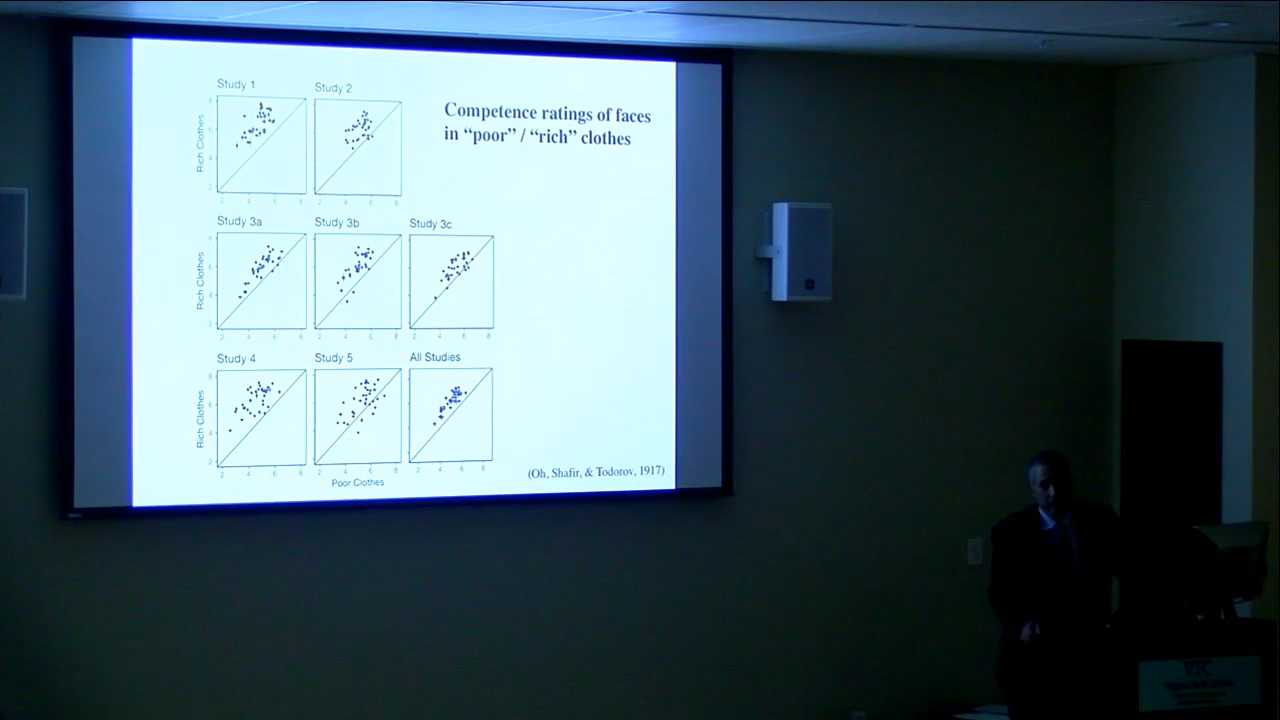 Study 1
Study 2
Competence ratings of faces
in “poor” / “rich” clothes
Rich Clothes
Study 3a
Study 3b
Study 3c
Rich Clothes
Study 4
Study 5
All Studies
Rich Clothes
Poor Clothes
(Oh, Shafir, & Todorov, 1917)
VTC